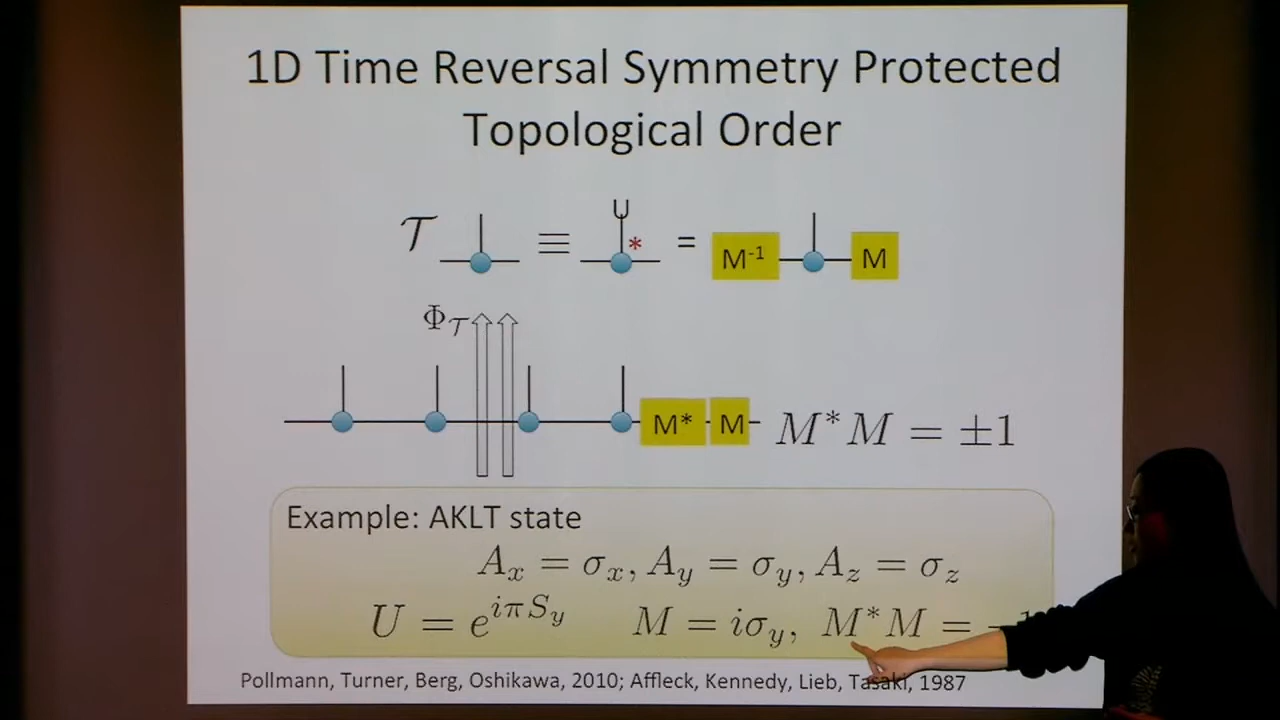 1D Time Reversal Symmetry Protected
Topological Order
𝒯 ≡ U * = M⁻¹ M
Φ_𝒯
M* M M*M = ±1
Example: AKLT state
A_x = σ_x, A_y = σ_y, A_z = σ_z
U = e^{iπS_y} M = iσ_y, M*M =
Pollmann, Turner, Berg, Oshikawa, 2010; Affleck, Kennedy, Lieb, Tasaki, 1987